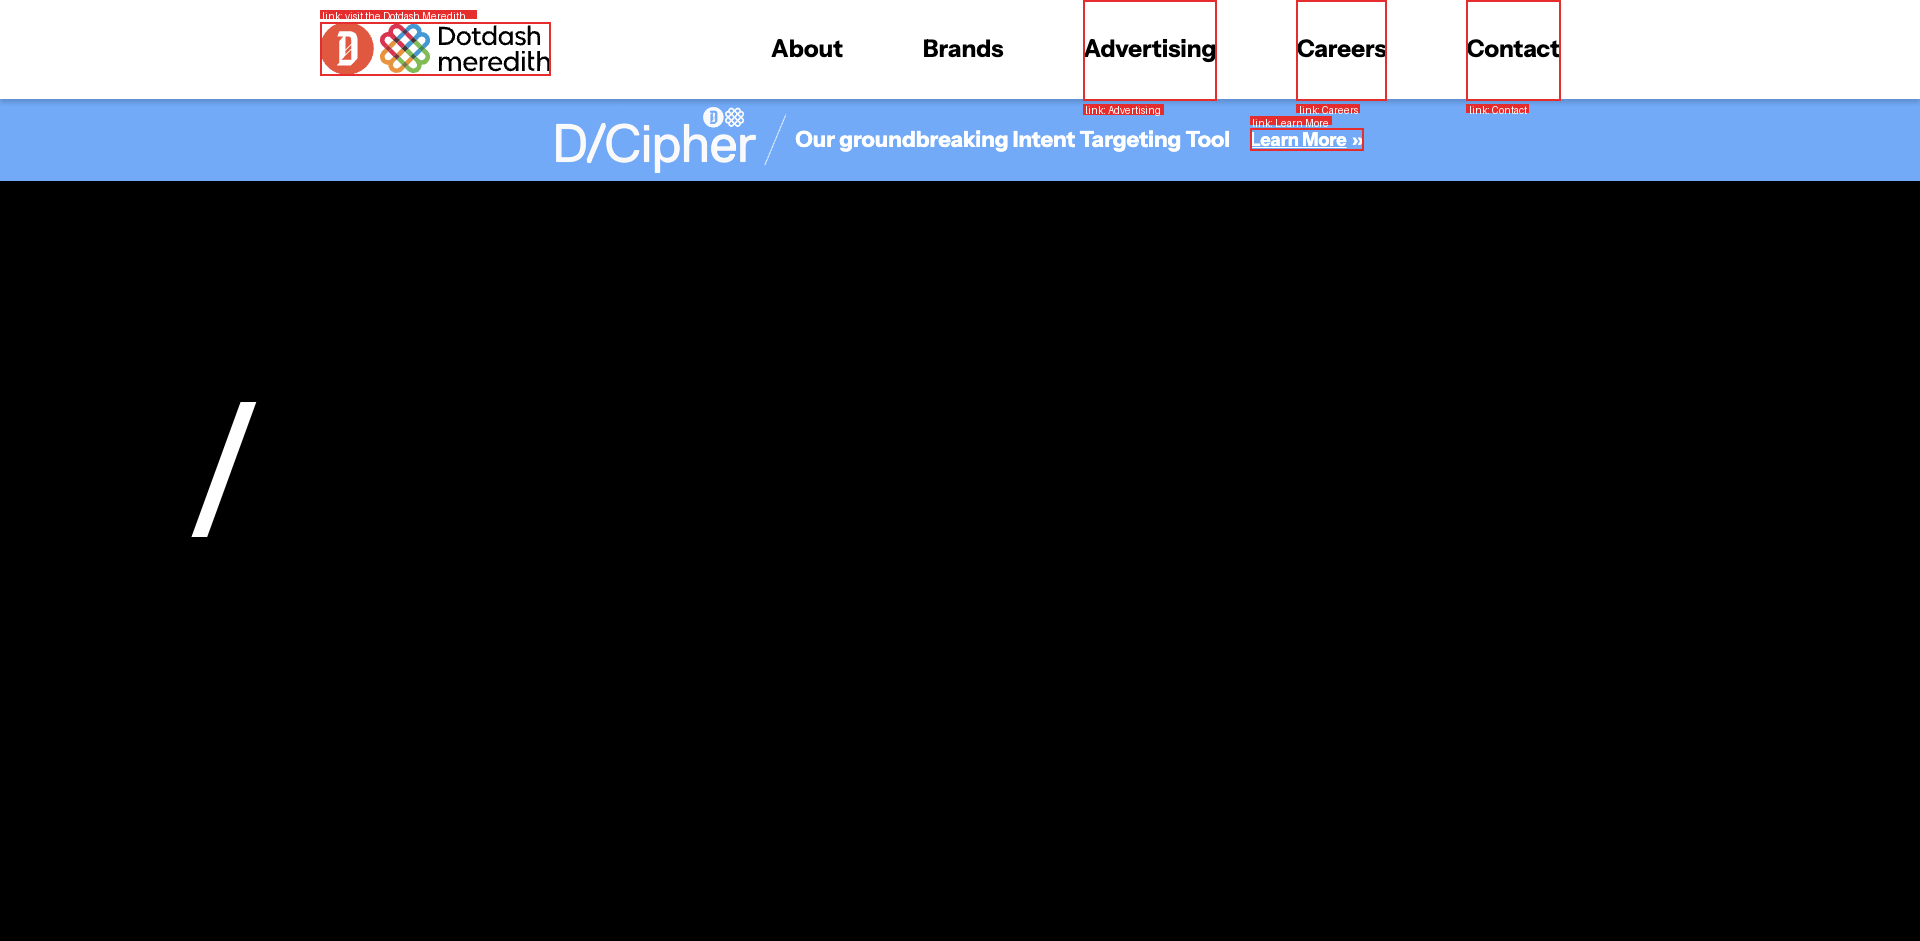 link: visit the Dotdash Meredith...
D Dotdash
meredith
About
Brands
Advertising
Careers
Contact
link: Advertising
link: Careers
link: Contact
D/Cipher
D
Our groundbreaking Intent Targeting Tool
link: Learn More
Learn More »
/